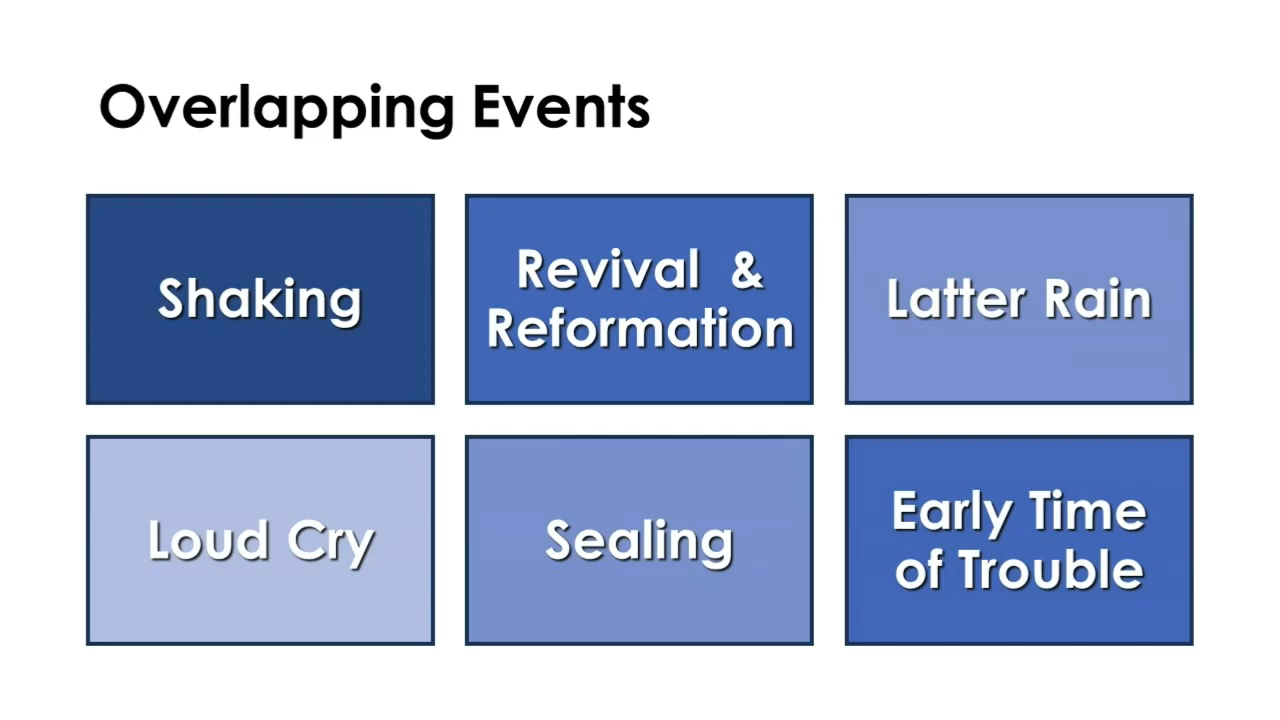 Overlapping Events
Shaking
Revival &
Reformation
Latter Rain
Loud Cry
Sealing
Early Time
of Trouble